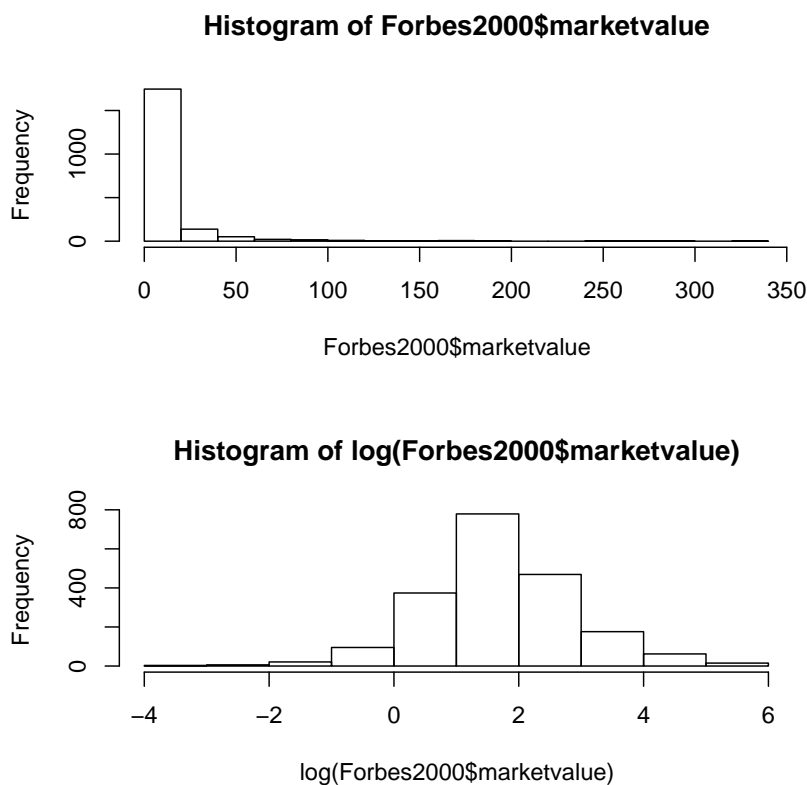 Histogram of Forbes2000$marketvalue
Frequency
1000
0
0 50 100 150 200 250 300 350
Forbes2000$marketvalue
Histogram of log(Forbes2000$marketvalue)
Frequency
800
400
0
−4 −2 0 2 4 6
log(Forbes2000$marketvalue)